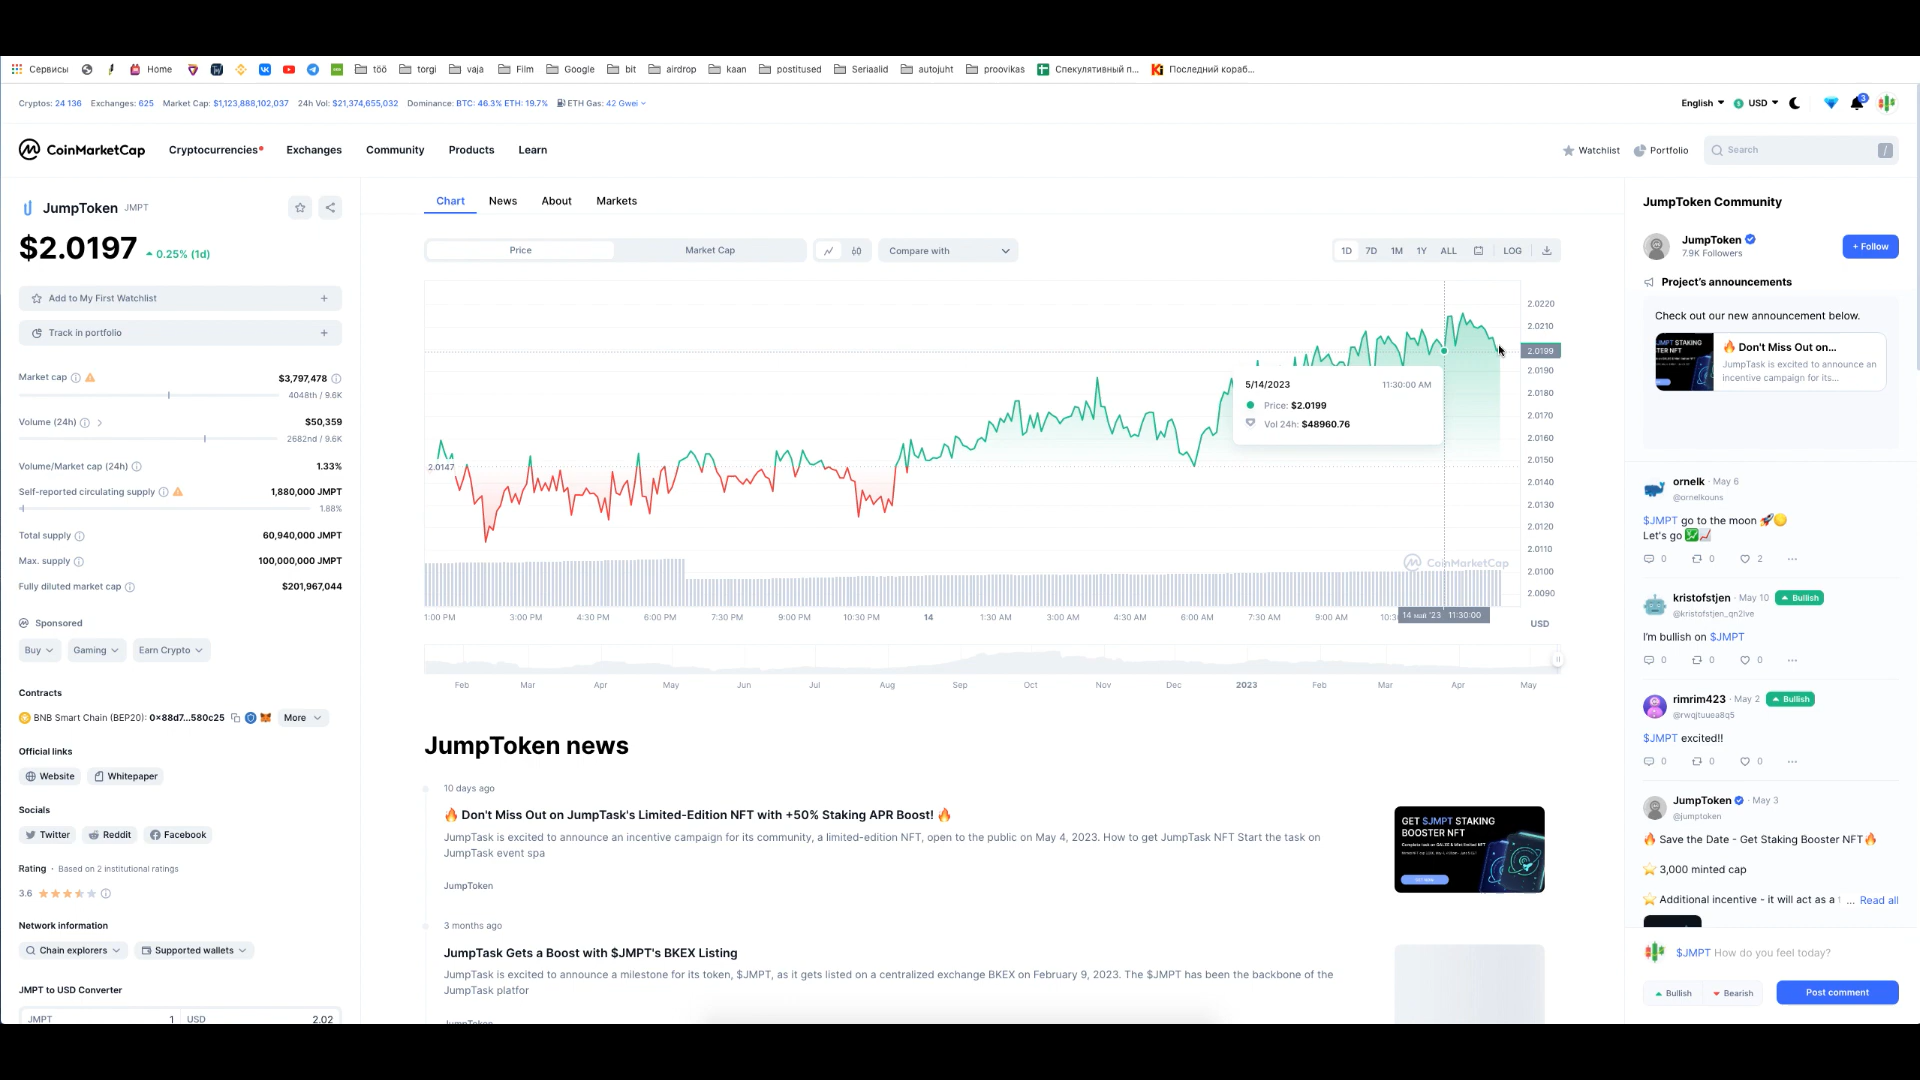 Сервисы Home töö torgi vaja Film Google bit airdrop kaan postitused Seriaalid autojuht proovikas Спекулятивный п... Последний кораб...
Cryptos: 24 136 Exchanges: 625 Market Cap: $1,123,888,102,037 24h Vol: $21,374,655,032 Dominance: BTC: 46.3% ETH: 19.7% ETH Gas: 42 Gwei
English USD 3
CoinMarketCap Cryptocurrencies Exchanges Community Products Learn
Watchlist Portfolio Search /
JumpToken JMPT
$2.0197 0.25% (1d)
Add to My First Watchlist +
Track in portfolio +
Market cap $3,797,478
4048th / 9.6K
Volume (24h) $50,359
2682nd / 9.6K
Volume/Market cap (24h) 1.33%
Self-reported circulating supply 1,880,000 JMPT
1.88%
Total supply 60,940,000 JMPT
Max. supply 100,000,000 JMPT
Fully diluted market cap $201,967,044
Sponsored
Buy Gaming Earn Crypto
Contracts
BNB Smart Chain (BEP20): 0x88d7...580c25 More
Official links
Website Whitepaper
Socials
Twitter Reddit Facebook
Rating · Based on 2 institutional ratings
3.6
Network information
Chain explorers Supported wallets
JMPT to USD Converter
JMPT 1 USD 2.02
Chart News About Markets
Price Market Cap Compare with 1D 7D 1M 1Y ALL LOG
2.0220
2.0210
2.0199
2.0190
2.0180
2.0170
2.0160
2.0150
2.0140
2.0130
2.0120
2.0110
2.0100
2.0090
2.0147
5/14/2023 11:30:00 AM
Price: $2.0199
Vol 24h: $48960.76
CoinMarketCap
1:00 PM 3:00 PM 4:30 PM 6:00 PM 7:30 PM 9:00 PM 10:30 PM 14 1:30 AM 3:00 AM 4:30 AM 6:00 AM 7:30 AM 9:00 AM 10:3 14 мая '23 11:30:00
USD
Feb Mar Apr May Jun Jul Aug Sep Oct Nov Dec 2023 Feb Mar Apr May
JumpToken news
10 days ago
🔥 Don't Miss Out on JumpTask's Limited-Edition NFT with +50% Staking APR Boost! 🔥
JumpTask is excited to announce an incentive campaign for its community, a limited-edition NFT, open to the public on May 4, 2023. How to get JumpTask NFT Start the task on
JumpTask event spa
JumpToken
GET $JMPT STAKING
BOOSTER NFT
3 months ago
JumpTask Gets a Boost with $JMPT's BKEX Listing
JumpTask is excited to announce a milestone for its token, $JMPT, as it gets listed on a centralized exchange BKEX on February 9, 2023. The $JMPT has been the backbone of the
JumpTask platfor
JumpToken
JumpToken Community
JumpToken
7.9K Followers
+ Follow
Project's announcements
Check out our new announcement below.
JMPT STAKING
TER NFT
🔥 Don't Miss Out on...
JumpTask is excited to announce an
incentive campaign for its...
ornelk · May 6
@ornelkouns
$JMPT go to the moon 🚀🟡
Let's go 💹📈
0 0 2 ...
kristofstjen · May 10 Bullish
@kristofstjen_qn2lve
I'm bullish on $JMPT
0 0 0 ...
rimrim423 · May 2 Bullish
@rwqjtuuea8q5
$JMPT excited!!
0 0 0 ...
JumpToken · May 3
@jumptoken
🔥 Save the Date - Get Staking Booster NFT🔥
⭐ 3,000 minted cap
⭐ Additional incentive - it will act as a ... Read all
$JMPT How do you feel today?
Bullish Bearish Post comment